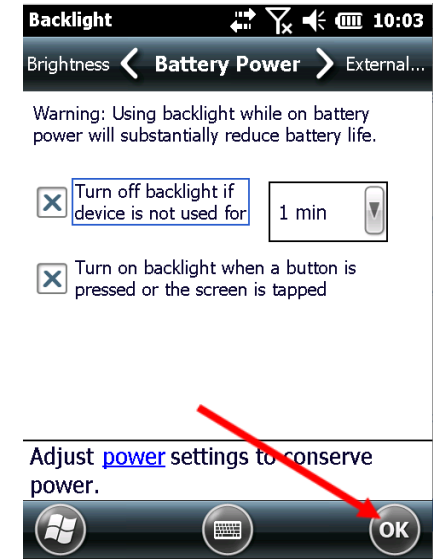 Backlight 10:03
Brightness Battery Power External...
Warning: Using backlight while on battery
power will substantially reduce battery life.
Turn off backlight if
device is not used for
1 min
Turn on backlight when a button is
pressed or the screen is tapped
Adjust power settings to conserve
power.
OK